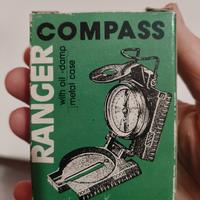 COMPASS
RANGER
with oil-damp
metal case